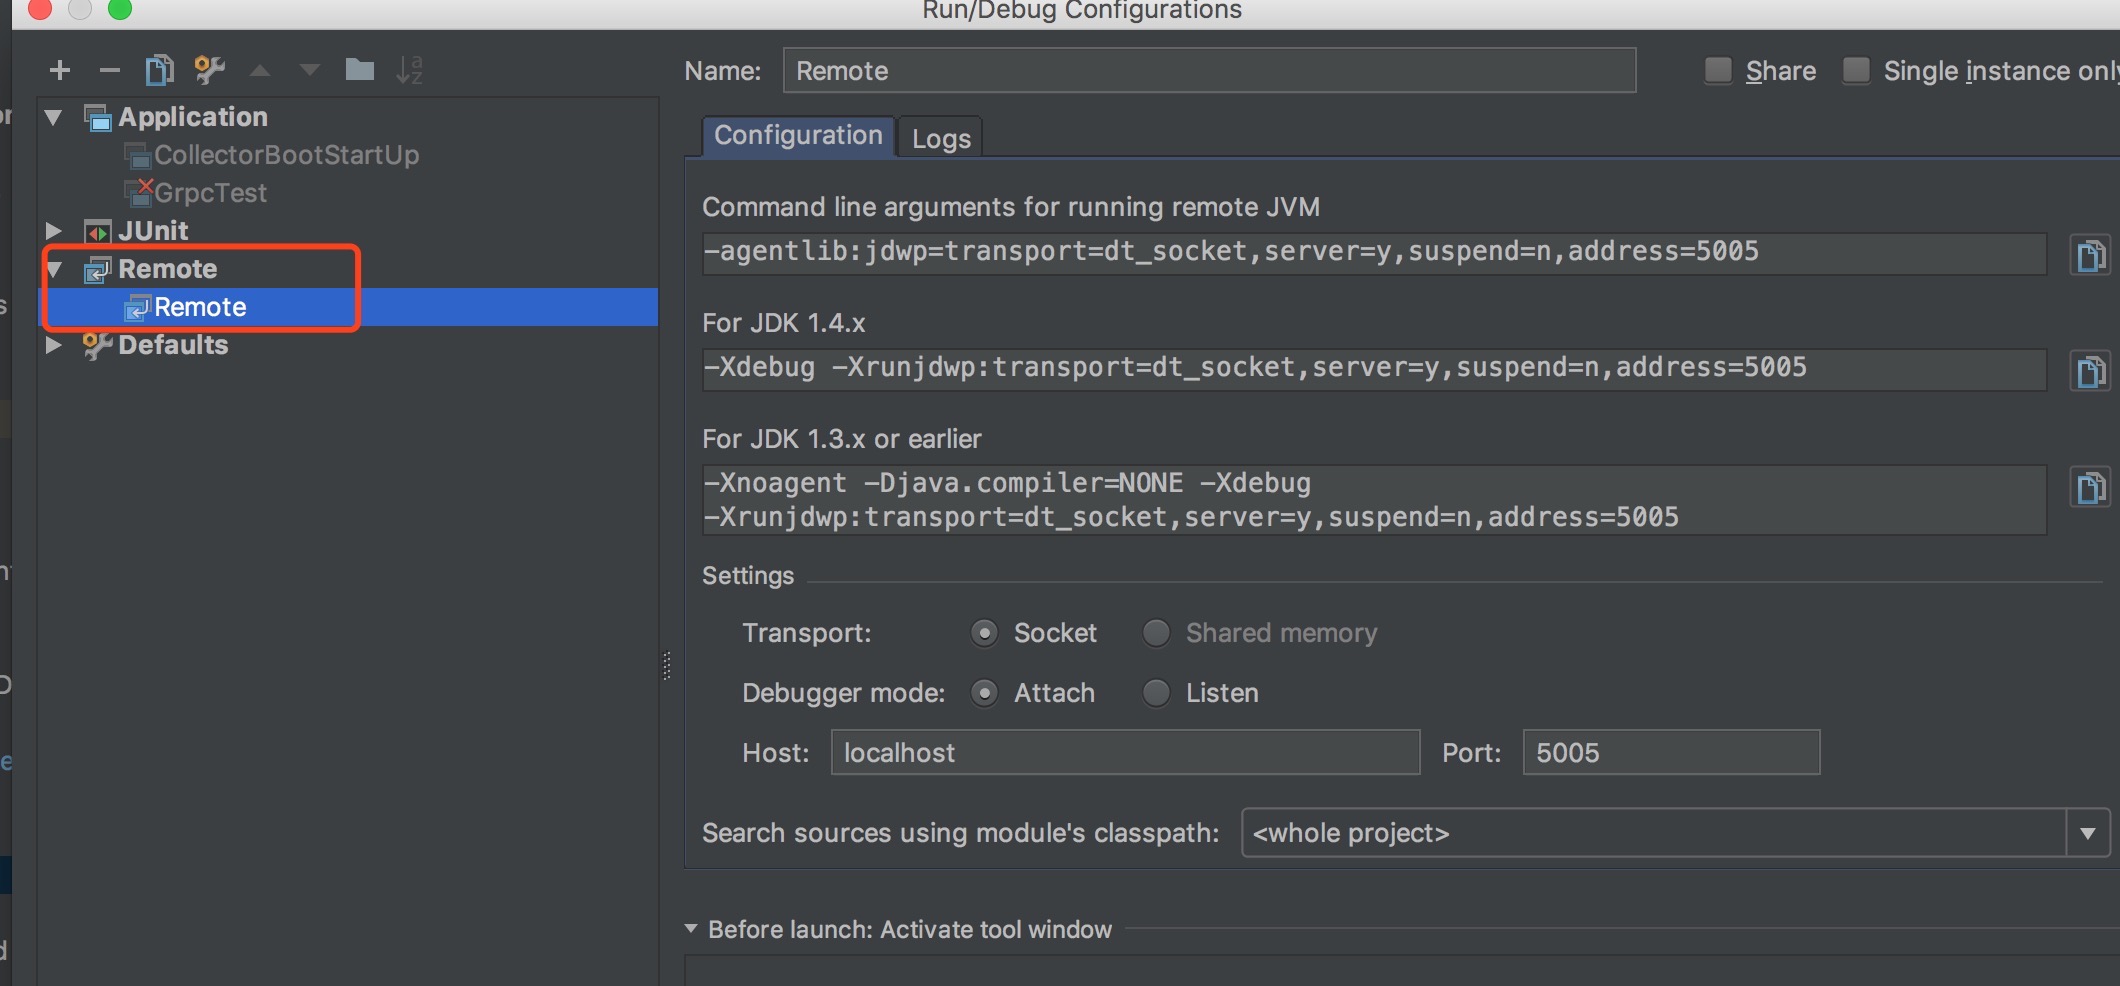 Run/Debug Configurations
Name: Remote
Share
Single instance only
Application
CollectorBootStartUp
GrpcTest
JUnit
Remote
Remote
Defaults
Configuration
Logs
Command line arguments for running remote JVM
-agentlib:jdwp=transport=dt_socket,server=y,suspend=n,address=5005
For JDK 1.4.x
-Xdebug -Xrunjdwp:transport=dt_socket,server=y,suspend=n,address=5005
For JDK 1.3.x or earlier
-Xnoagent -Djava.compiler=NONE -Xdebug
-Xrunjdwp:transport=dt_socket,server=y,suspend=n,address=5005
Settings
Transport: Socket Shared memory
Debugger mode: Attach Listen
Host: localhost Port: 5005
Search sources using module's classpath: <whole project>
Before launch: Activate tool window